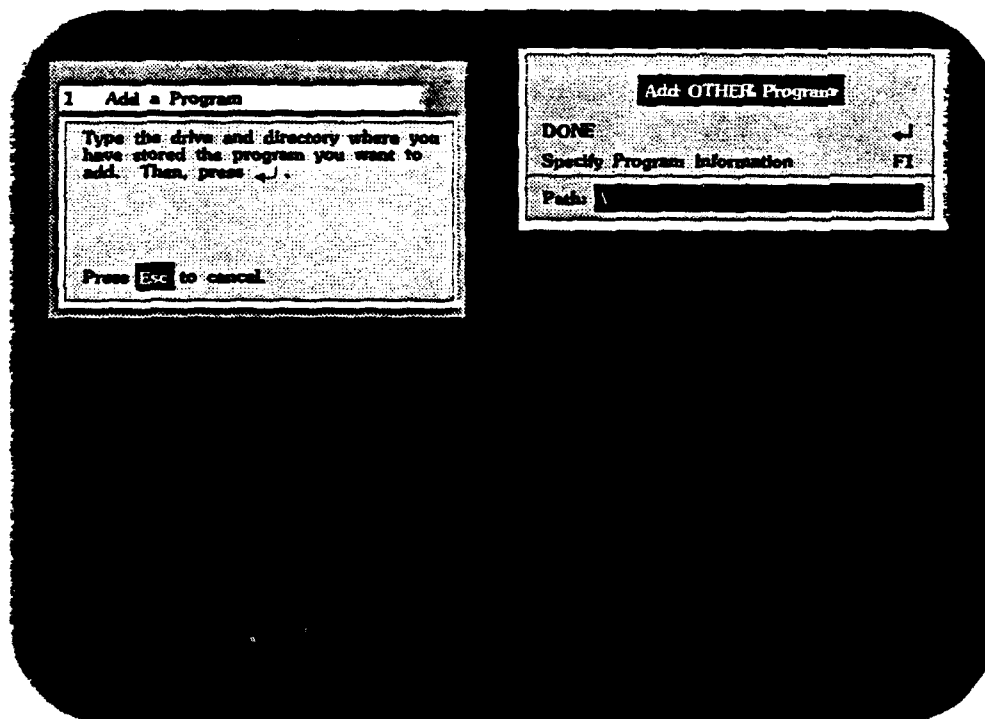 1 Add a Program
Type the drive and directory where you
have stored the program you want to
add. Then, press ↵ .
Press Esc to cancel.
Add OTHER Program
DONE ↵
Specify Program Information F1
Path: \